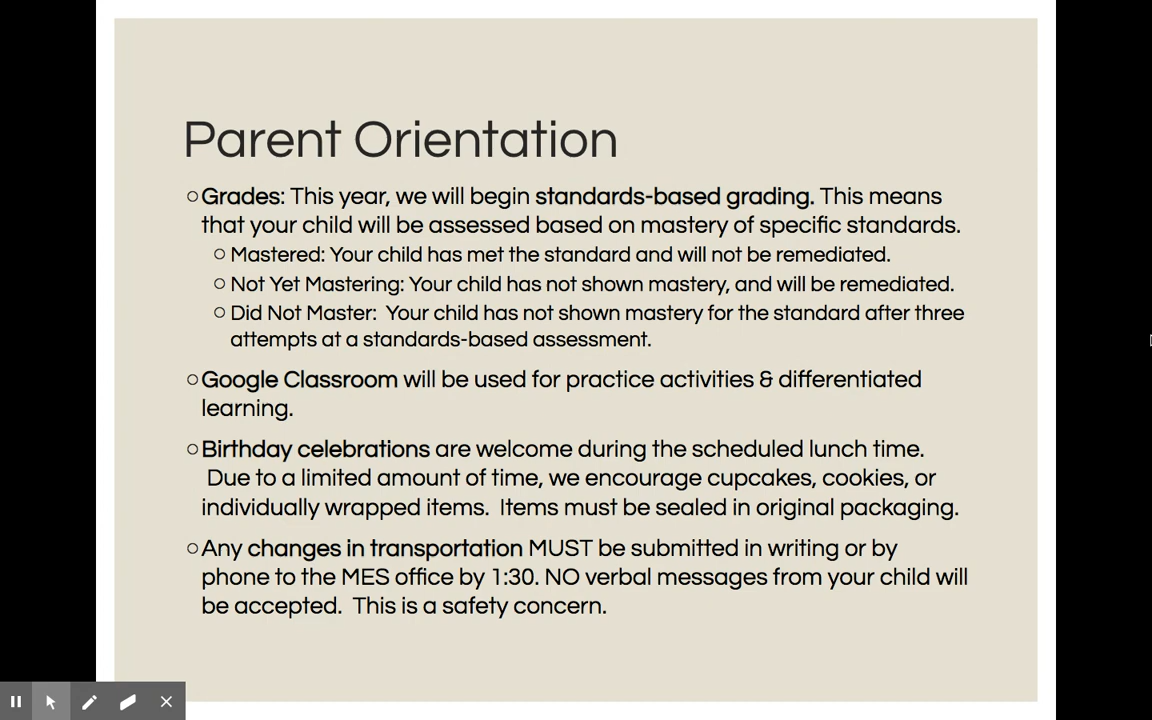 Parent Orientation
○Grades: This year, we will begin standards-based grading. This means
that your child will be assessed based on mastery of specific standards.
○ Mastered: Your child has met the standard and will not be remediated.
○ Not Yet Mastering: Your child has not shown mastery, and will be remediated.
○ Did Not Master:  Your child has not shown mastery for the standard after three
attempts at a standards-based assessment.
○Google Classroom will be used for practice activities & differentiated
learning.
○Birthday celebrations are welcome during the scheduled lunch time.
Due to a limited amount of time, we encourage cupcakes, cookies, or
individually wrapped items.  Items must be sealed in original packaging.
○Any changes in transportation MUST be submitted in writing or by
phone to the MES office by 1:30. NO verbal messages from your child will
be accepted.  This is a safety concern.